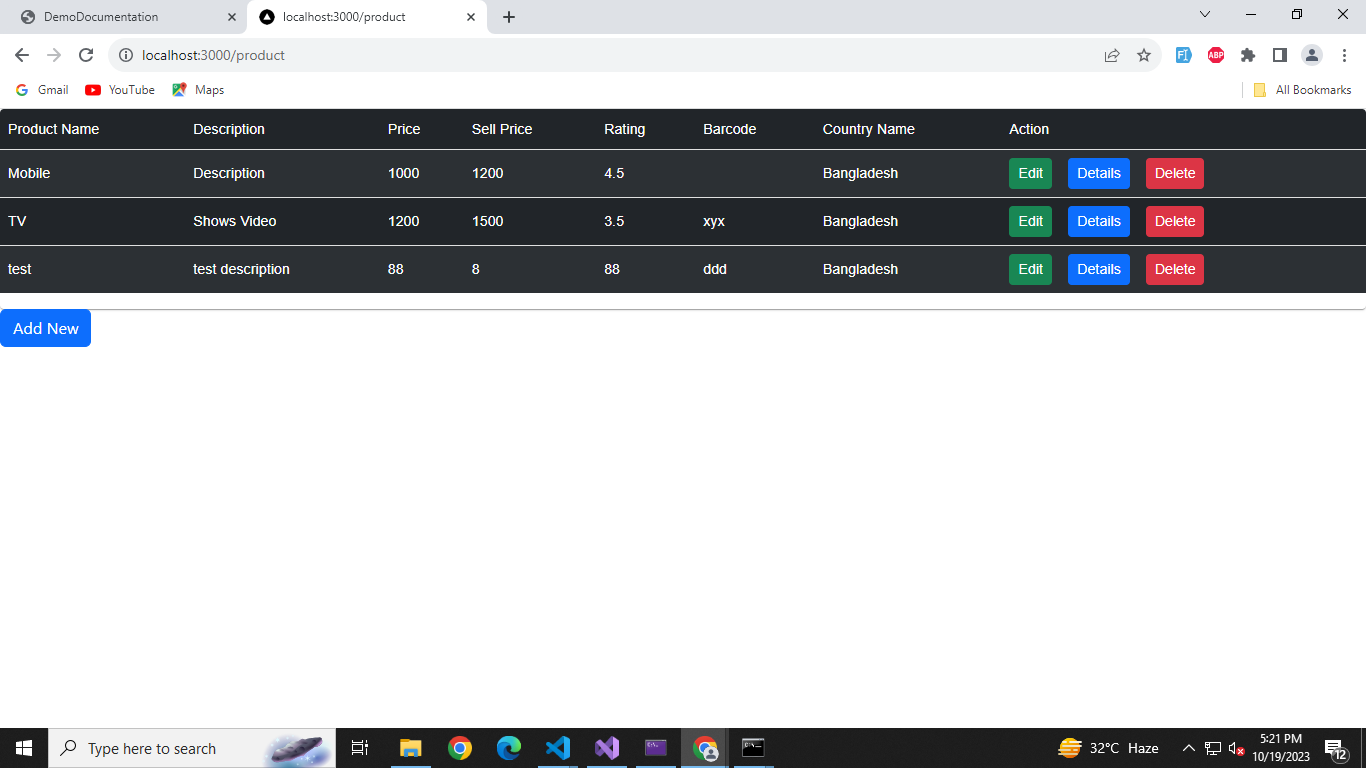 DemoDocumentation localhost:3000/product
localhost:3000/product ABP
Gmail YouTube Maps All Bookmarks
Product Name Description Price Sell Price Rating Barcode Country Name Action
Mobile Description 1000 1200 4.5 Bangladesh Edit Details Delete
TV Shows Video 1200 1500 3.5 xyx Bangladesh Edit Details Delete
test test description 88 8 88 ddd Bangladesh Edit Details Delete
Add New
Type here to search 32°C Haze 5:21 PM
10/19/2023 12